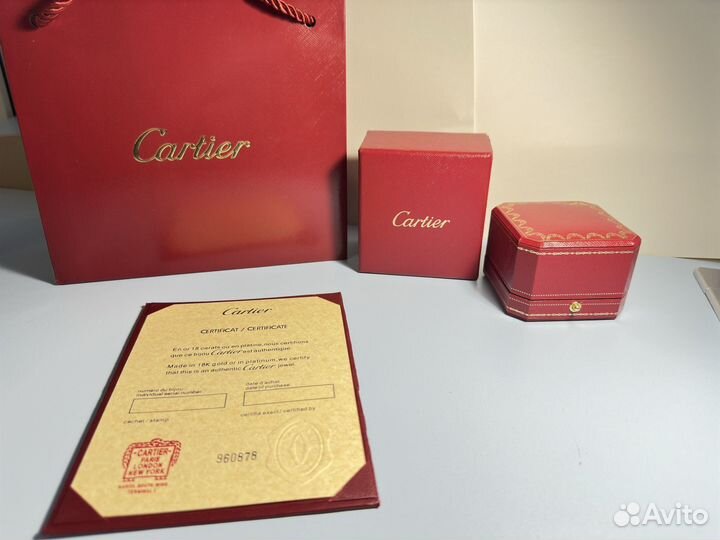 Cartier
Cartier
Cartier
CERTIFICAT / CERTIFICATE
En or 18 carats ou en platine, nous certifions
que ce bijou Cartier est authentique.
Made in 18K gold or in platinum, we certify
that this is an authentic Cartier jewel.
numéro du bijou
individual serial number
date d'achat
date of purchase
cachet / stamp
certifié exact / certified by
CARTIER
PARIS
LONDON
NEW YORK
TERMINAL 1
960878
Avito